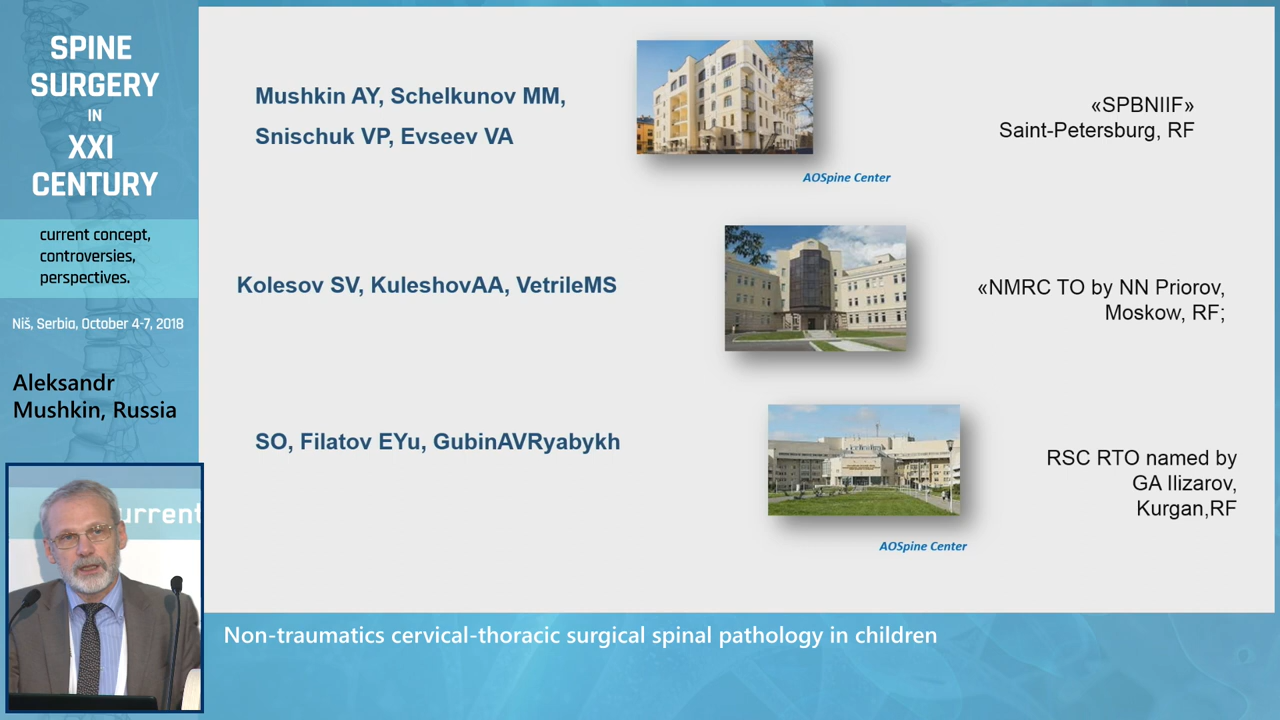 SPINE
SURGERY
IN
XXI
CENTURY
current concept,
controversies,
perspectives.
Niš, Serbia, October 4-7, 2018
Aleksandr
Mushkin, Russia
urrent
Mushkin AY, Schelkunov MM,
Snischuk VP, Evseev VA
«SPBNIIF»
Saint-Petersburg, RF
AOSpine Center
Kolesov SV, KuleshovAA, VetrileMS
«NMRC TO by NN Priorov,
Moskow, RF;
SO, Filatov EYu, GubinAVRyabykh
RSC RTO named by
GA Ilizarov,
Kurgan,RF
AOSpine Center
Non-traumatics cervical-thoracic surgical spinal pathology in children